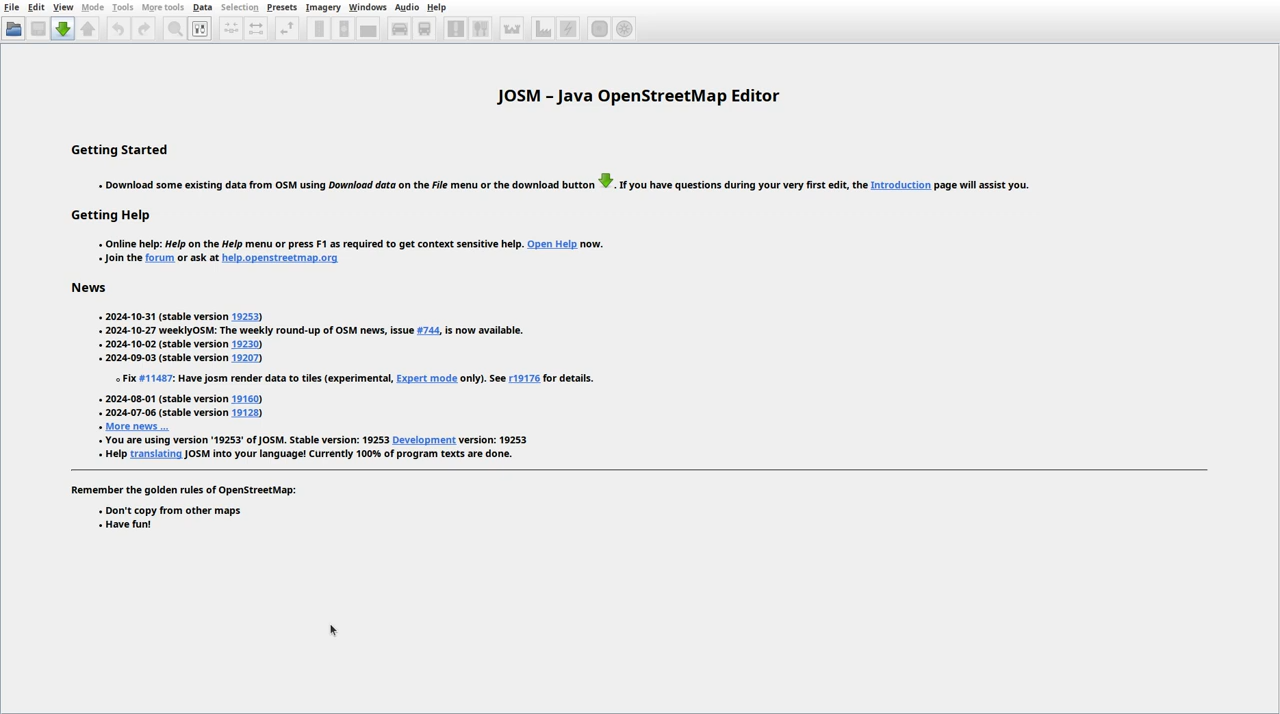 File Edit View Mode Tools More tools Data Selection Presets Imagery Windows Audio Help
JOSM – Java OpenStreetMap Editor
Getting Started
Download some existing data from OSM using Download data on the File menu or the download button . If you have questions during your very first edit, the Introduction page will assist you.
Getting Help
Online help: Help on the Help menu or press F1 as required to get context sensitive help. Open Help now.
Join the forum or ask at help.openstreetmap.org
News
2024-10-31 (stable version 19253)
2024-10-27 weeklyOSM: The weekly round-up of OSM news, issue #744, is now available.
2024-10-02 (stable version 19230)
2024-09-03 (stable version 19207)
Fix #11487: Have josm render data to tiles (experimental, Expert mode only). See r19176 for details.
2024-08-01 (stable version 19160)
2024-07-06 (stable version 19128)
More news ...
You are using version '19253' of JOSM. Stable version: 19253 Development version: 19253
Help translating JOSM into your language! Currently 100% of program texts are done.
Remember the golden rules of OpenStreetMap:
Don't copy from other maps
Have fun!